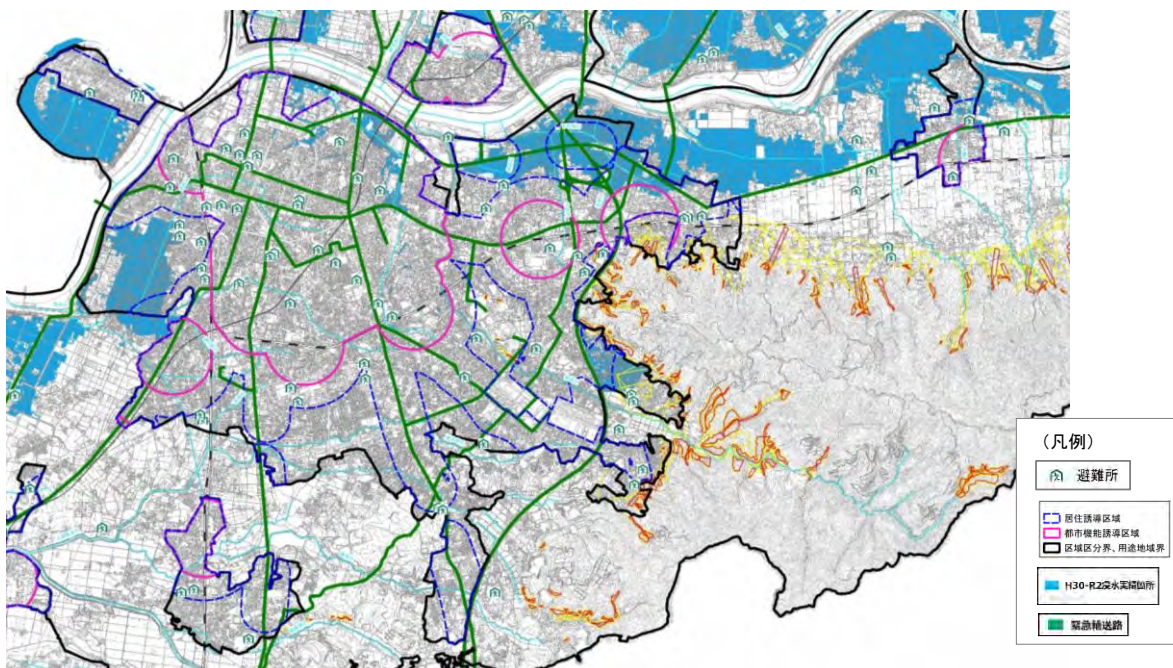 (凡例)
避難所
居住誘導区域
都市機能誘導区域
区域区分界、用途地域界
H30-R2浸水実績箇所
緊急輸送路